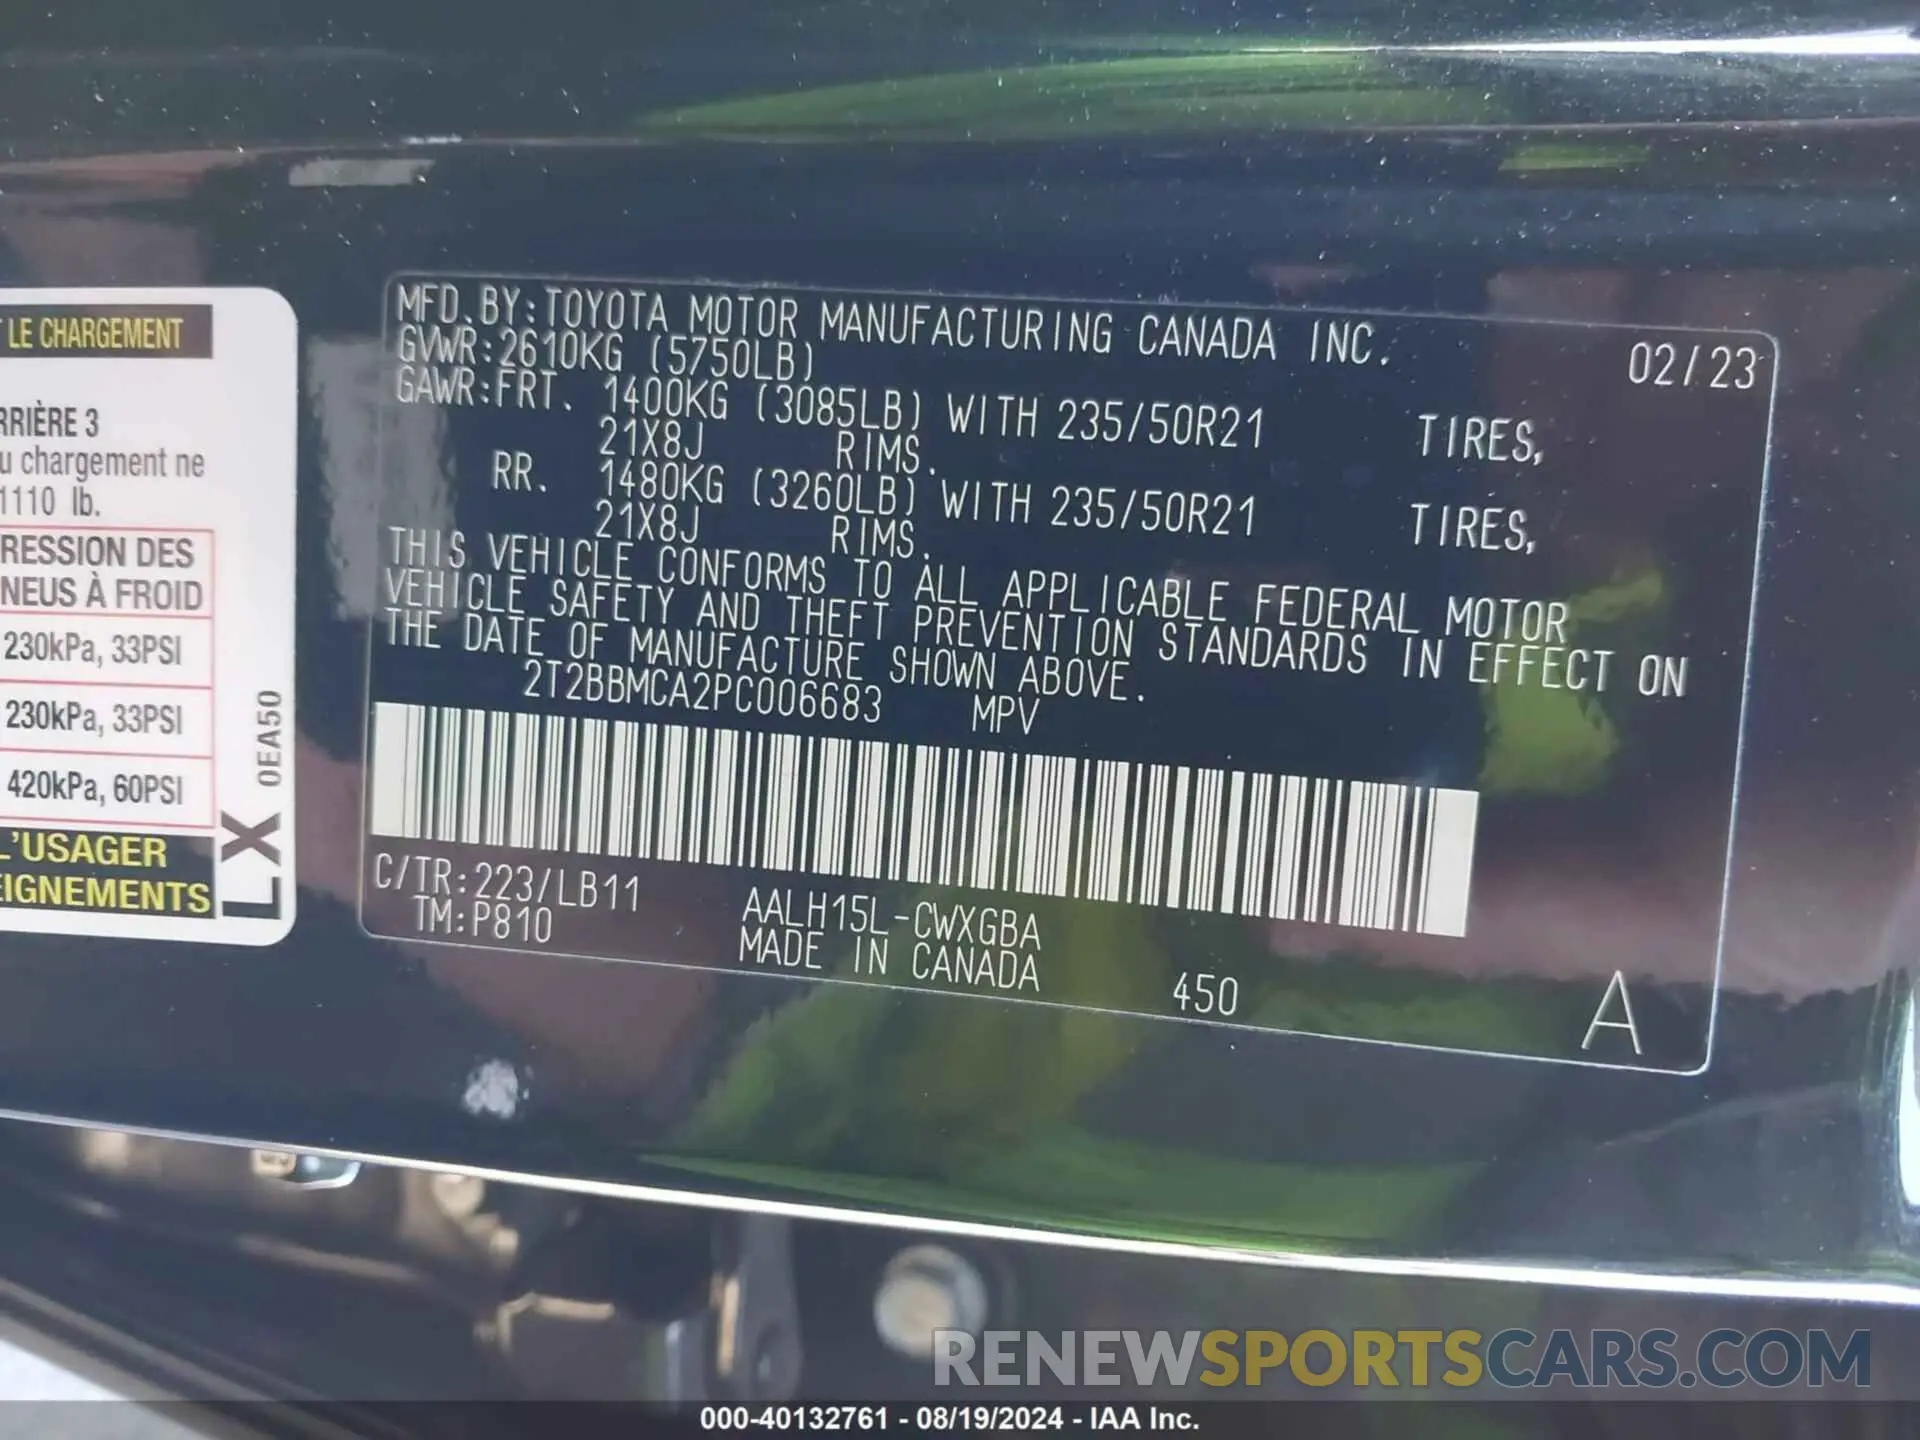 LE CHARGEMENT
RRIÈRE 3
u chargement ne
1110 lb.
RESSION DES
NEUS À FROID
230kPa, 33PSI
230kPa, 33PSI
420kPa, 60PSI
L'USAGER
EIGNEMENTS
LX 0EA50
MFD.BY:TOYOTA MOTOR MANUFACTURING CANADA INC. 02/23
GVWR:2610KG (5750LB)
GAWR:FRT. 1400KG (3085LB) WITH 235/50R21 TIRES,
21X8J RIMS.
RR. 1480KG (3260LB) WITH 235/50R21 TIRES,
21X8J RIMS.
THIS VEHICLE CONFORMS TO ALL APPLICABLE FEDERAL MOTOR
VEHICLE SAFETY AND THEFT PREVENTION STANDARDS IN EFFECT ON
THE DATE OF MANUFACTURE SHOWN ABOVE.
2T2BBMCA2PC006683 MPV
C/TR:223/LB11 AALH15L-CWXGBA
TM:P810 MADE IN CANADA 450 A
RENEWSPORTSCARS.COM
000-40132761 - 08/19/2024 - IAA Inc.